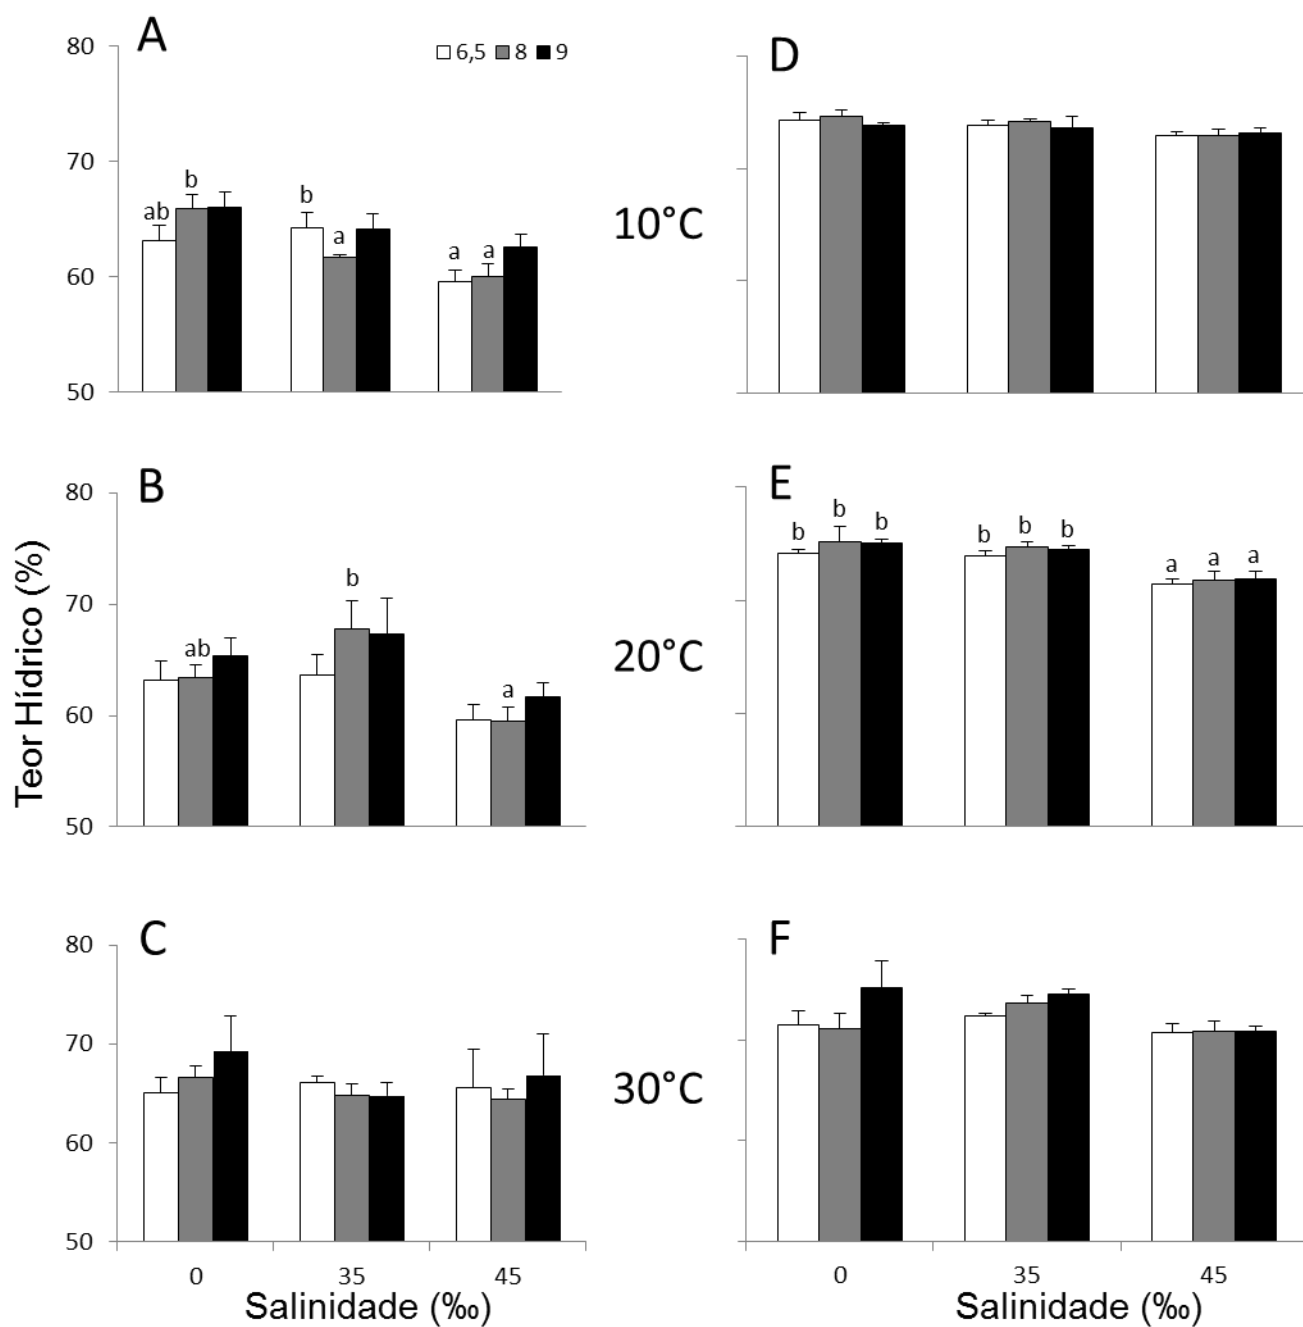 A
6,5 8 9
80
70
60
50
ab b b a a a
D
10°C
B
80
70
60
50
ab b a
E
b b b b b b a a a
20°C
Teor Hídrico (%)
C
80
70
60
50
F
30°C
0 35 45
Salinidade (‰)
0 35 45
Salinidade (‰)